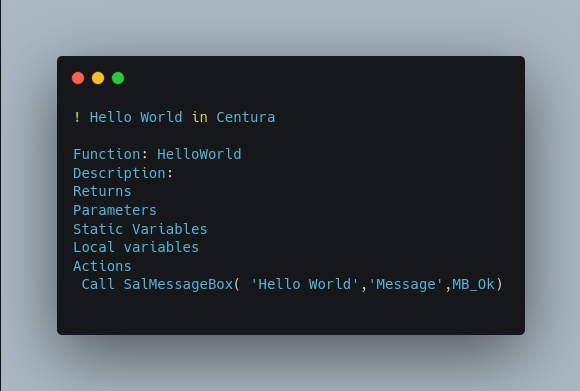 ! Hello World in Centura
Function: HelloWorld
Description:
Returns
Parameters
Static Variables
Local variables
Actions
Call SalMessageBox( 'Hello World','Message',MB_Ok)